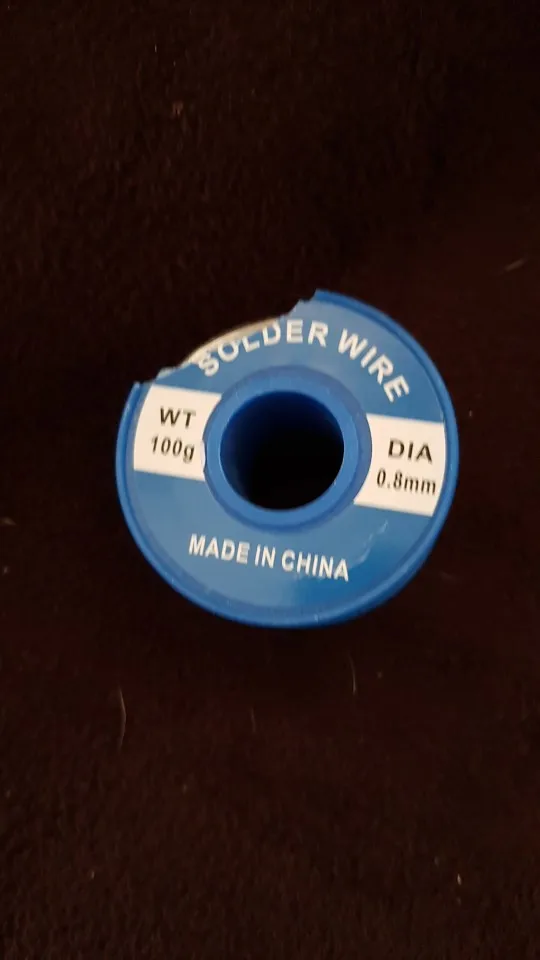 SOLDER WIRE
WT
100g
DIA
0.8mm
MADE IN CHINA